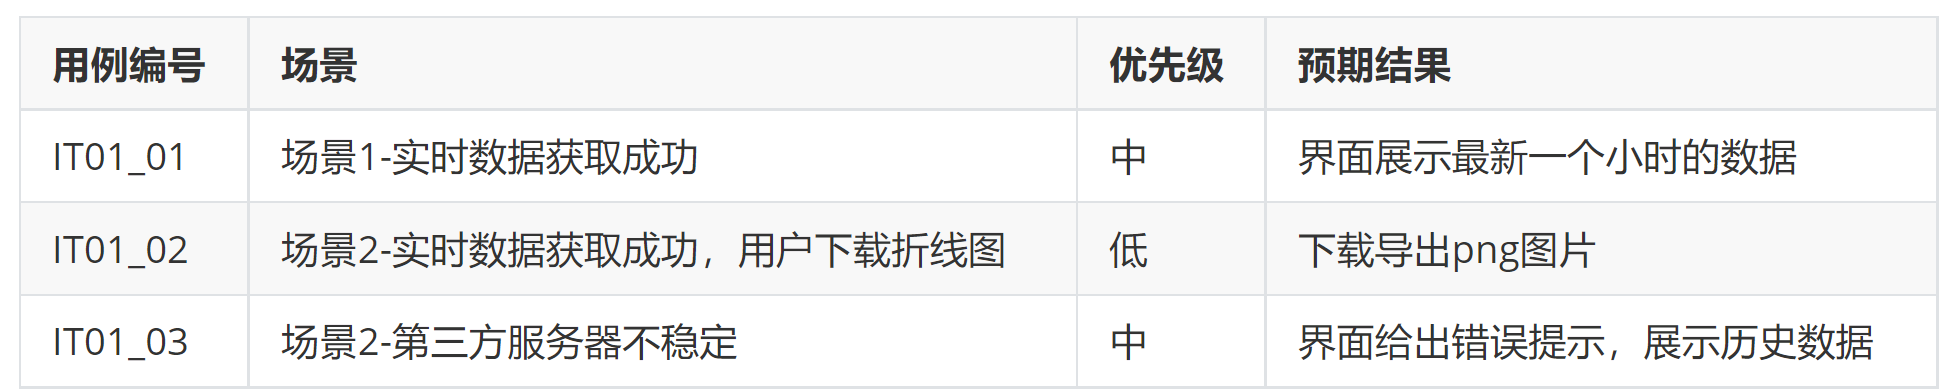 用例编号 场景 优先级 预期结果
IT01_01 场景1-实时数据获取成功 中 界面展示最新一个小时的数据
IT01_02 场景2-实时数据获取成功，用户下载折线图 低 下载导出png图片
IT01_03 场景2-第三方服务器不稳定 中 界面给出错误提示，展示历史数据